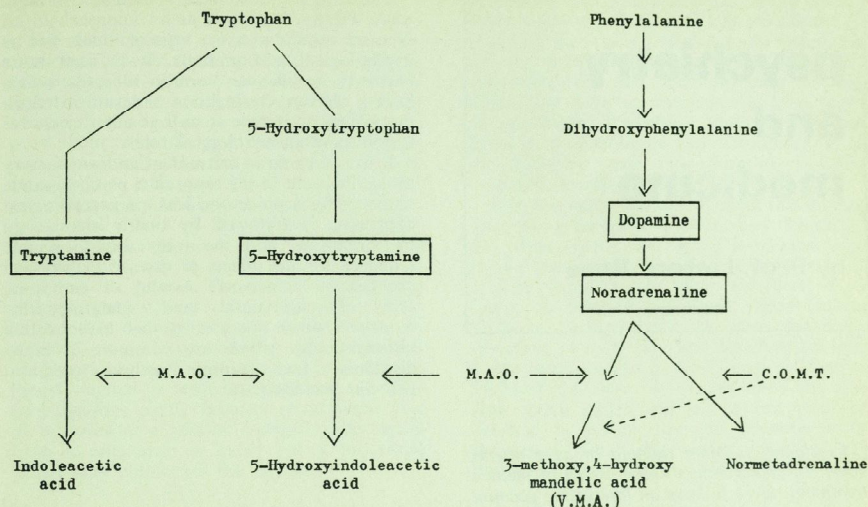 Tryptophan
Phenylalanine
5-Hydroxytryptophan
Dihydroxyphenylalanine
Dopamine
Tryptamine
5-Hydroxytryptamine
Noradrenaline
M.A.O.
M.A.O.
C.O.M.T.
Indoleacetic
acid
5-Hydroxyindoleacetic
acid
3-methoxy,4-hydroxy
mandelic acid
(V.M.A.)
Normetadrenaline